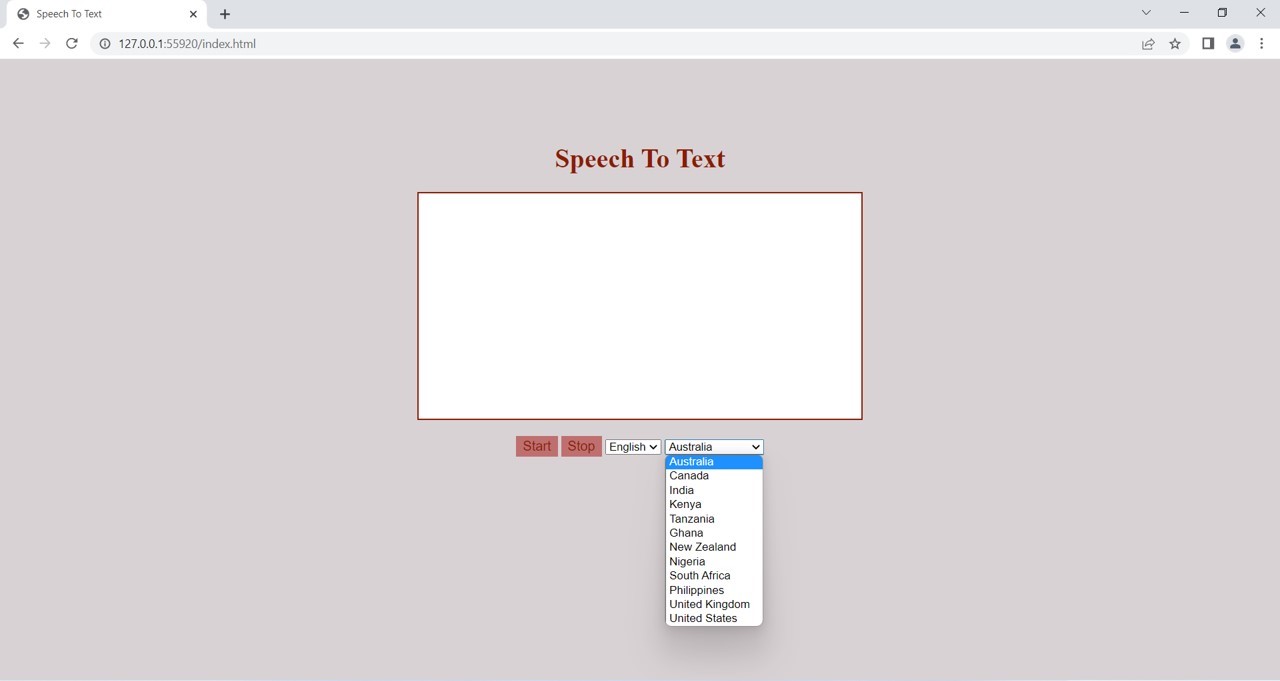 Speech To Text
127.0.0.1:55920/index.html
Speech To Text
Start Stop English Australia
Australia
Canada
India
Kenya
Tanzania
Ghana
New Zealand
Nigeria
South Africa
Philippines
United Kingdom
United States